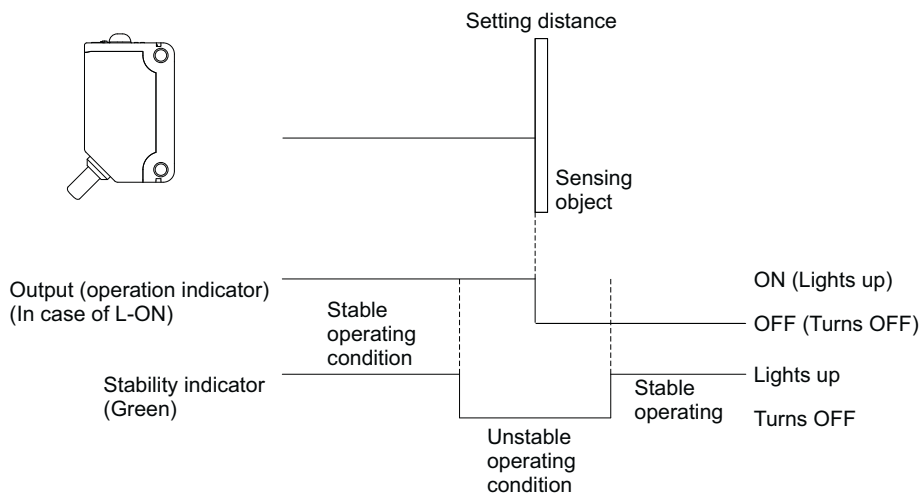 Setting distance
Sensing
object
Output (operation indicator)
(In case of L-ON)
ON (Lights up)
OFF (Turns OFF)
Stable
operating
condition
Stability indicator
(Green)
Lights up
Turns OFF
Stable
operating
Unstable
operating
condition